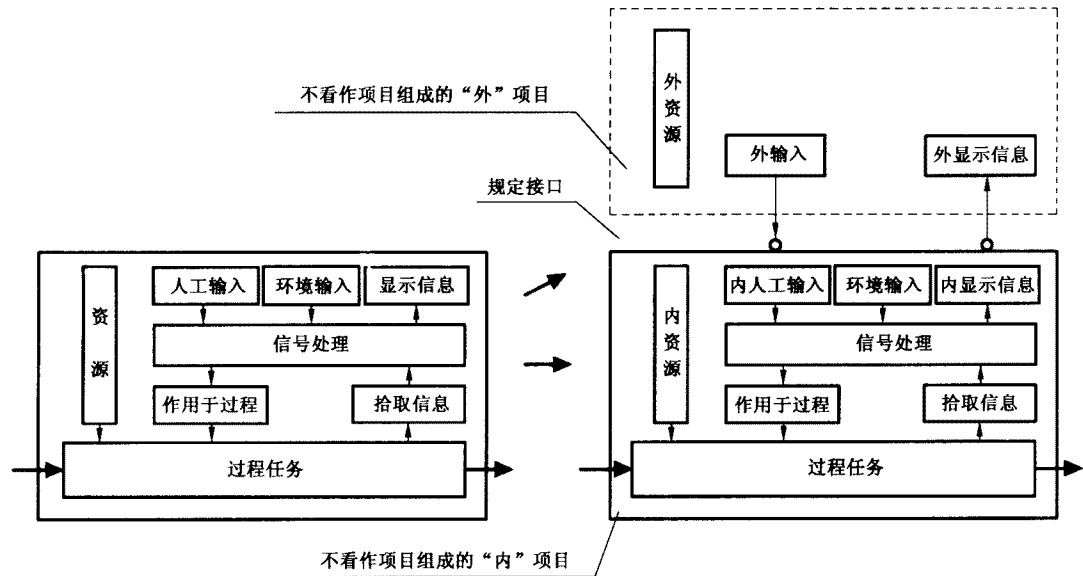 不看作项目组成的“外”项目
外资源
外输入
外显示信息
规定接口
资源
人工输入
环境输入
显示信息
信号处理
作用于过程
拾取信息
过程任务
内资源
内人工输入
环境输入
内显示信息
信号处理
作用于过程
拾取信息
过程任务
不看作项目组成的“内”项目